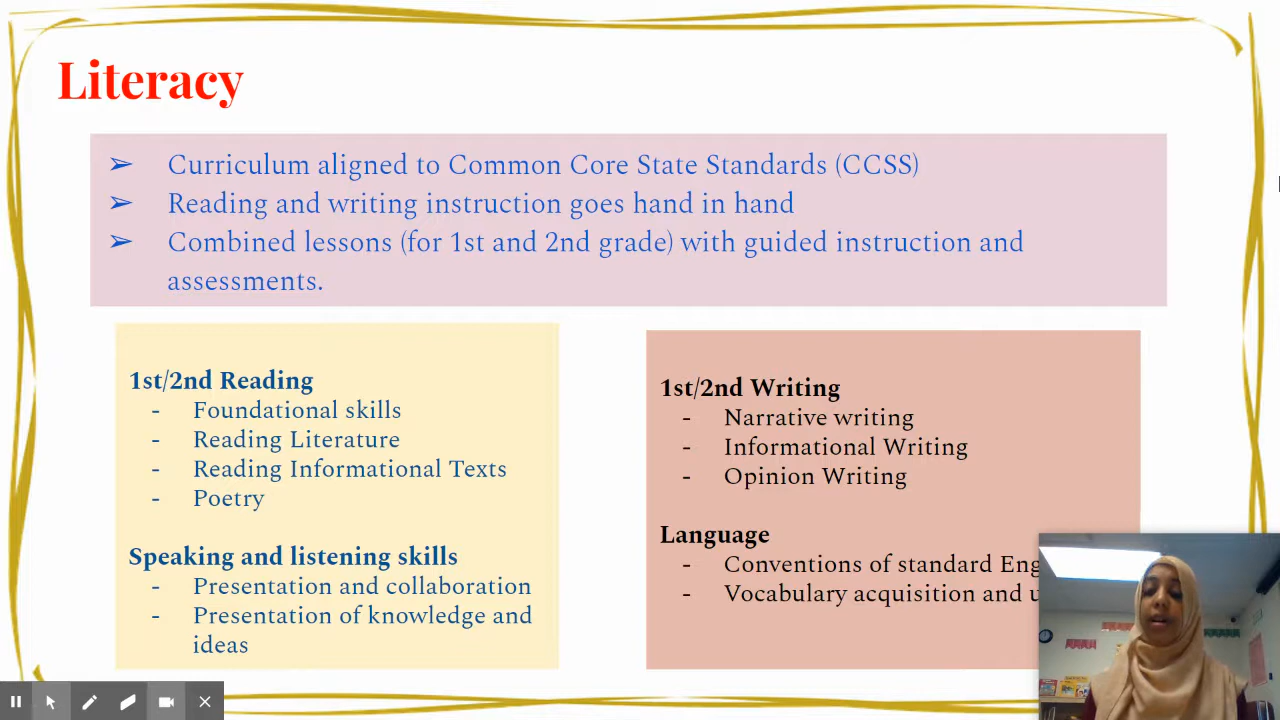 Literacy
➢ Curriculum aligned to Common Core State Standards (CCSS)
➢ Reading and writing instruction goes hand in hand
➢ Combined lessons (for 1st and 2nd grade) with guided instruction and
assessments.
1st/2nd Reading
- Foundational skills
- Reading Literature
- Reading Informational Texts
- Poetry
Speaking and listening skills
- Presentation and collaboration
- Presentation of knowledge and
ideas
1st/2nd Writing
- Narrative writing
- Informational Writing
- Opinion Writing
Language
- Conventions of standard
- Vocabulary acquisition and